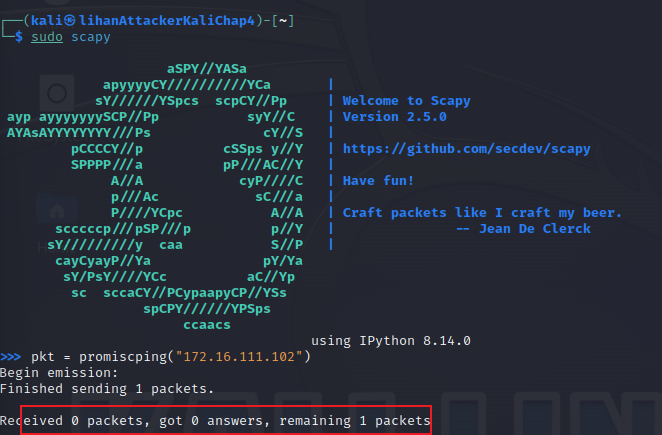 ┌──(kali㉿lihanAttackerKaliChap4)-[~]
└─$ sudo scapy
aSPY//YASa
apyyyyCY//////////YCa |
sY//////YSpcs scpCY//Pp | Welcome to Scapy
ayp ayyyyyyySCP//Pp syY//C | Version 2.5.0
AYAsAYYYYYYYY///Ps cY//S |
pCCCCY//p cSSps y//Y | https://github.com/secdev/scapy
SPPPP///a pP///AC//Y |
A//A cyP////C | Have fun!
p///Ac sC///a |
P////YCpc A//A | Craft packets like I craft my beer.
scccccp///pSP///p p//Y | -- Jean De Clerck
sY/////////y caa S//P |
cayCyayP//Ya pY/Ya
sY/PsY////YCc aC//Yp
sc sccaCY//PCypaapyCP//YSs
spCPY//////YPSps
ccaacs
using IPython 8.14.0
>>> pkt = promiscping("172.16.111.102")
Begin emission:
Finished sending 1 packets.
Received 0 packets, got 0 answers, remaining 1 packets